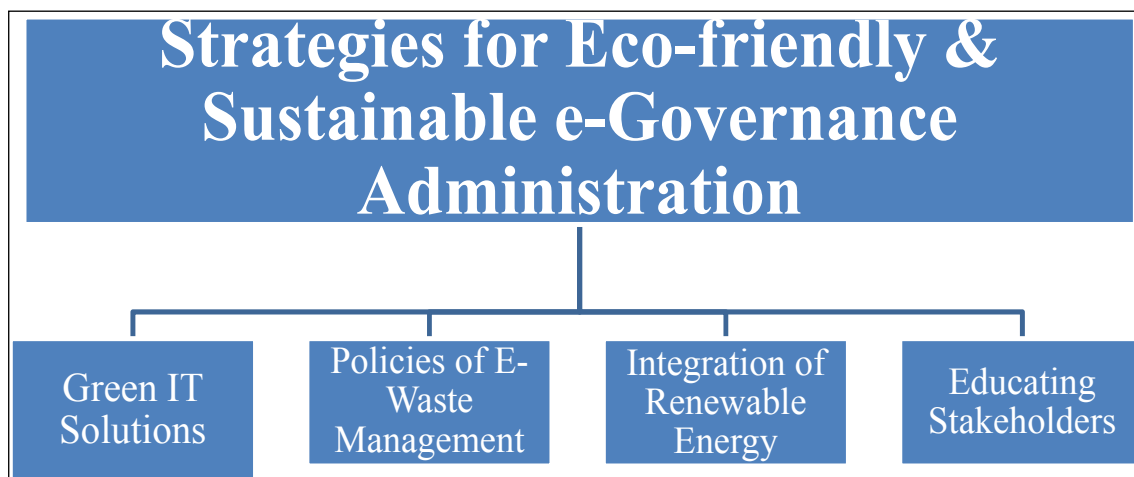 Strategies for Eco-friendly &
Sustainable e-Governance
Administration
Green IT
Solutions
Policies of E-
Waste
Management
Integration of
Renewable
Energy
Educating
Stakeholders